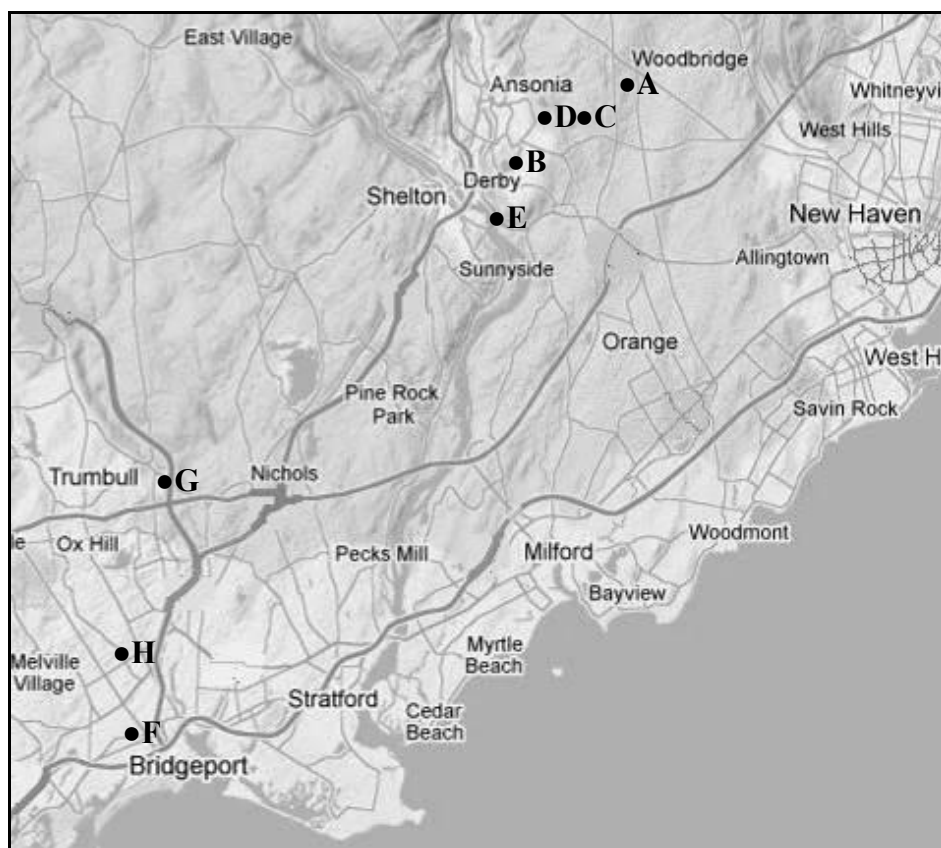 East Village
Woodbridge
Ansonia
A
Whitneyvi
D
C
West Hills
B
Derby
Shelton
E
New Haven
Allingtown
Sunnyside
Orange
West H
Pine Rock
Park
Savin Rock
Trumbull
G
Nichols
Woodmont
le
Ox Hill
Pecks Mill
Milford
Bayview
H
Myrtle
Beach
Melville
Village
Stratford
Cedar
Beach
F
Bridgeport